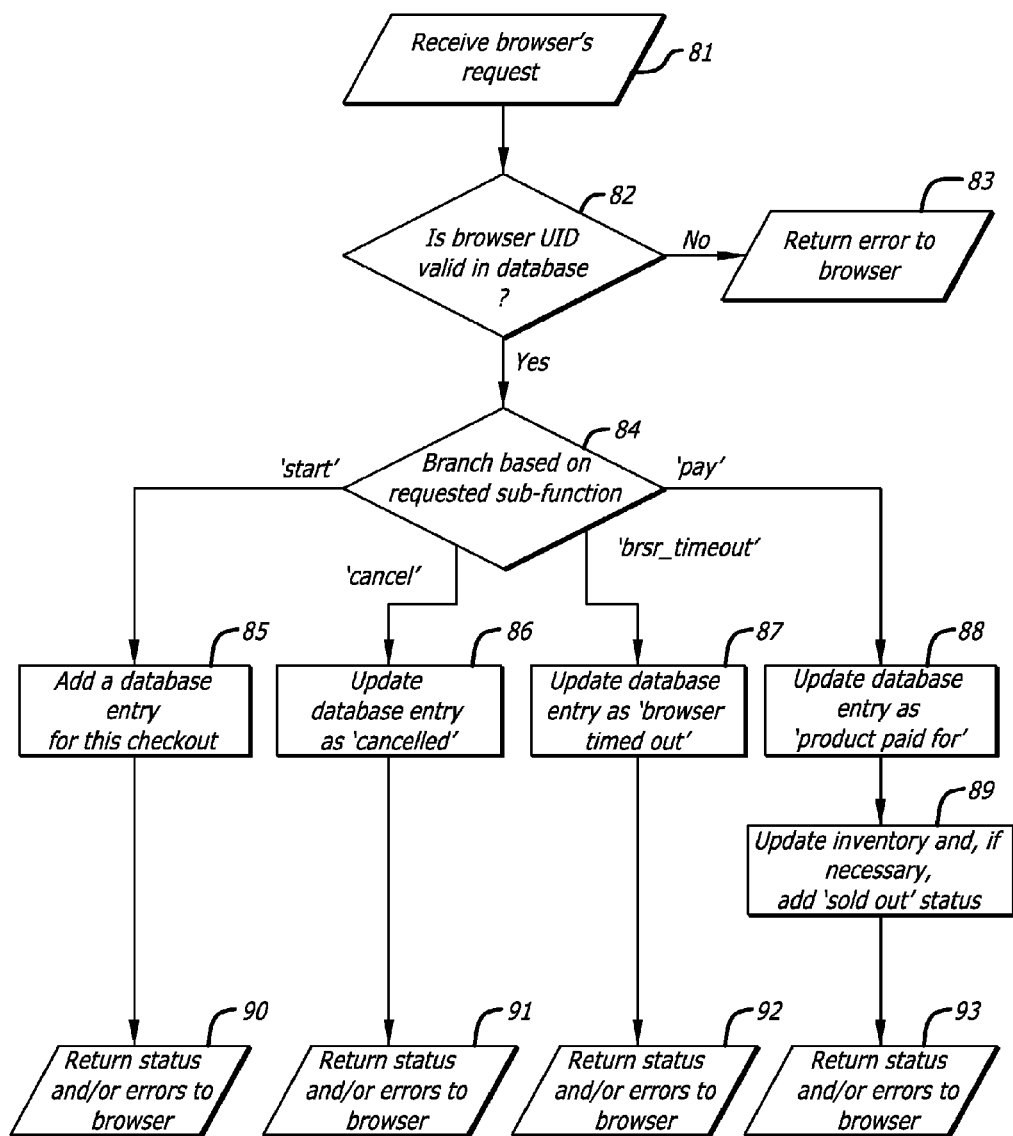 Receive browser's
request
81
82
Is browser UID
valid in database
?
No
83
Return error to
browser
Yes
84
Branch based on
requested sub-function
‘start’
‘pay’
‘cancel’
‘brsr_timeout’
85
Add a database
entry
for this checkout
86
Update
database entry
as ‘cancelled’
87
Update database
entry as ‘browser
timed out’
88
Update database
entry as
‘product paid for’
89
Update inventory and, if
necessary,
add ‘sold out’ status
90
Return status
and/or errors to
browser
91
Return status
and/or errors to
browser
92
Return status
and/or errors to
browser
93
Return status
and/or errors to
browser